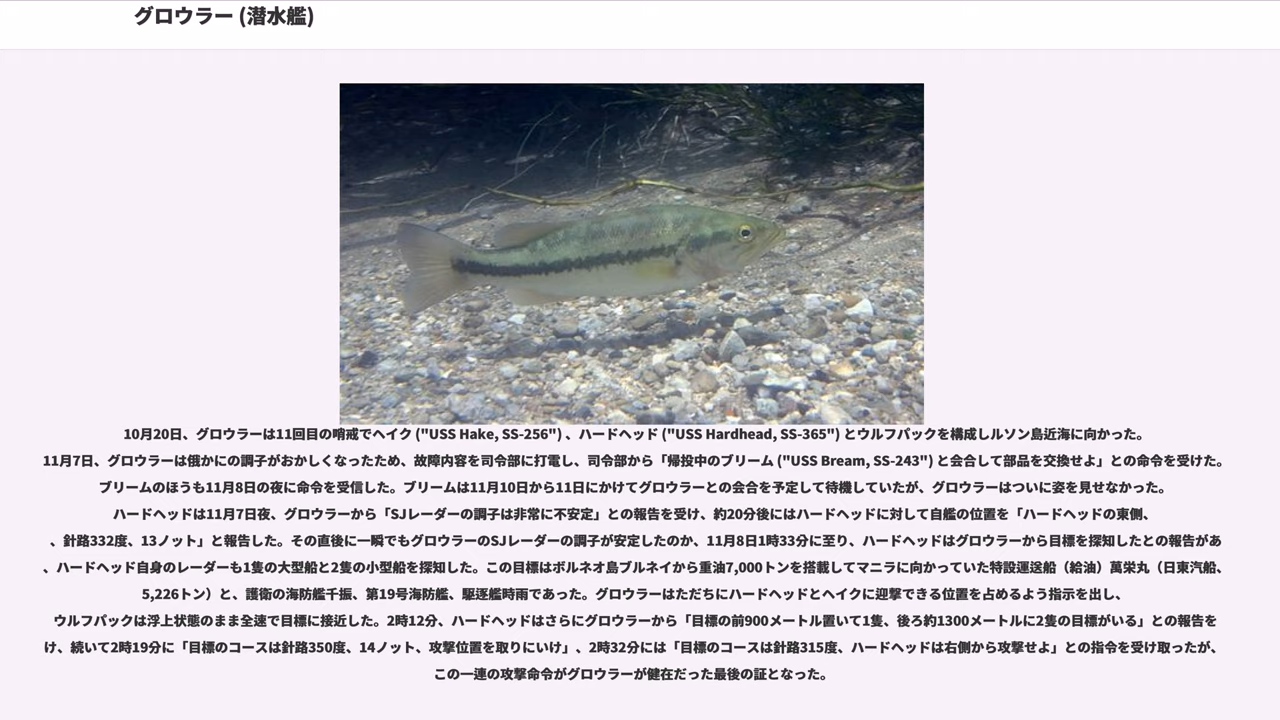 グロウラー (潜水艦)
10月20日、グロウラーは11回目の哨戒でヘイク ("USS Hake, SS-256") 、ハードヘッド ("USS Hardhead, SS-365") とウルフパックを構成しルソン島近海に向かった。
11月7日、グロウラーは俄かにの調子がおかしくなったため、故障内容を司令部に打電し、司令部から「帰投中のブリーム ("USS Bream, SS-243") と会合して部品を交換せよ」との命令を受けた。
ブリームのほうも11月8日の夜に命令を受信した。ブリームは11月10日から11日にかけてグロウラーとの会合を予定して待機していたが、グロウラーはついに姿を見せなかった。
ハードヘッドは11月7日夜、グロウラーから「SJレーダーの調子は非常に不安定」との報告を受け、約20分後にはハードヘッドに対して自艦の位置を「ハードヘッドの東側、
、針路332度、13ノット」と報告した。その直後に一瞬でもグロウラーのSJレーダーの調子が安定したのか、11月8日1時33分に至り、ハードヘッドはグロウラーから目標を探知したとの報告があ
、ハードヘッド自身のレーダーも1隻の大型船と2隻の小型船を探知した。この目標はボルネオ島ブルネイから重油7,000トンを搭載してマニラに向かっていた特設運送船（給油）萬栄丸（日東汽船、
5,226トン）と、護衛の海防艦千振、第19号海防艦、駆逐艦時雨であった。グロウラーはただちにハードヘッドとヘイクに迎撃できる位置を占めるよう指示を出し、
ウルフパックは浮上状態のまま全速で目標に接近した。2時12分、ハードヘッドはさらにグロウラーから「目標の前900メートル置いて1隻、後ろ約1300メートルに2隻の目標がいる」との報告を
け、続いて2時19分に「目標のコースは針路350度、14ノット、攻撃位置を取りにいけ」、2時32分には「目標のコースは針路315度、ハードヘッドは右側から攻撃せよ」との指令を受け取ったが、
この一連の攻撃命令がグロウラーが健在だった最後の証となった。